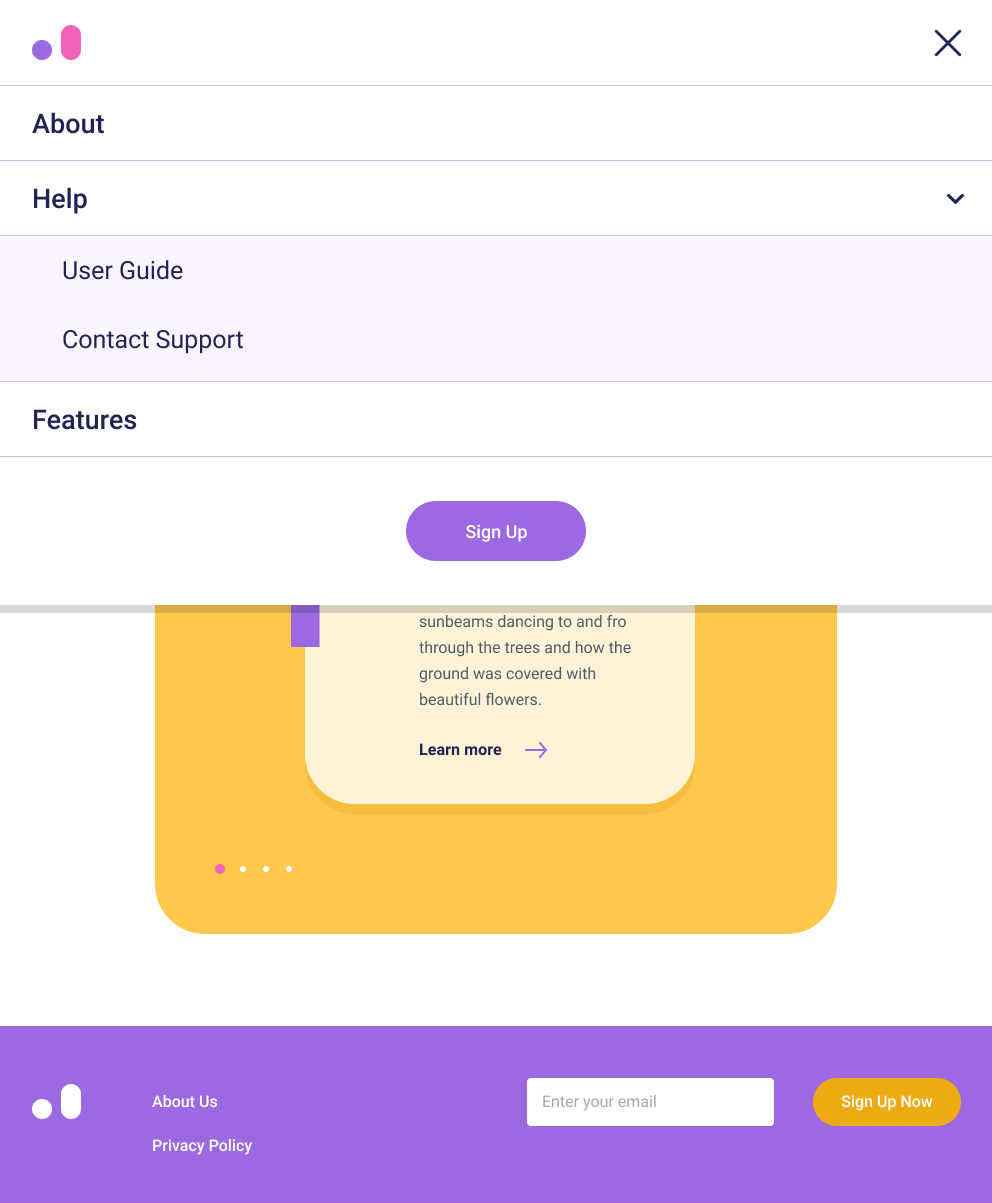 About
Help
User Guide
Contact Support
Features
Sign Up
sunbeams dancing to and fro
through the trees and how the
ground was covered with
beautiful flowers.
Learn more
About Us
Privacy Policy
Enter your email
Sign Up Now